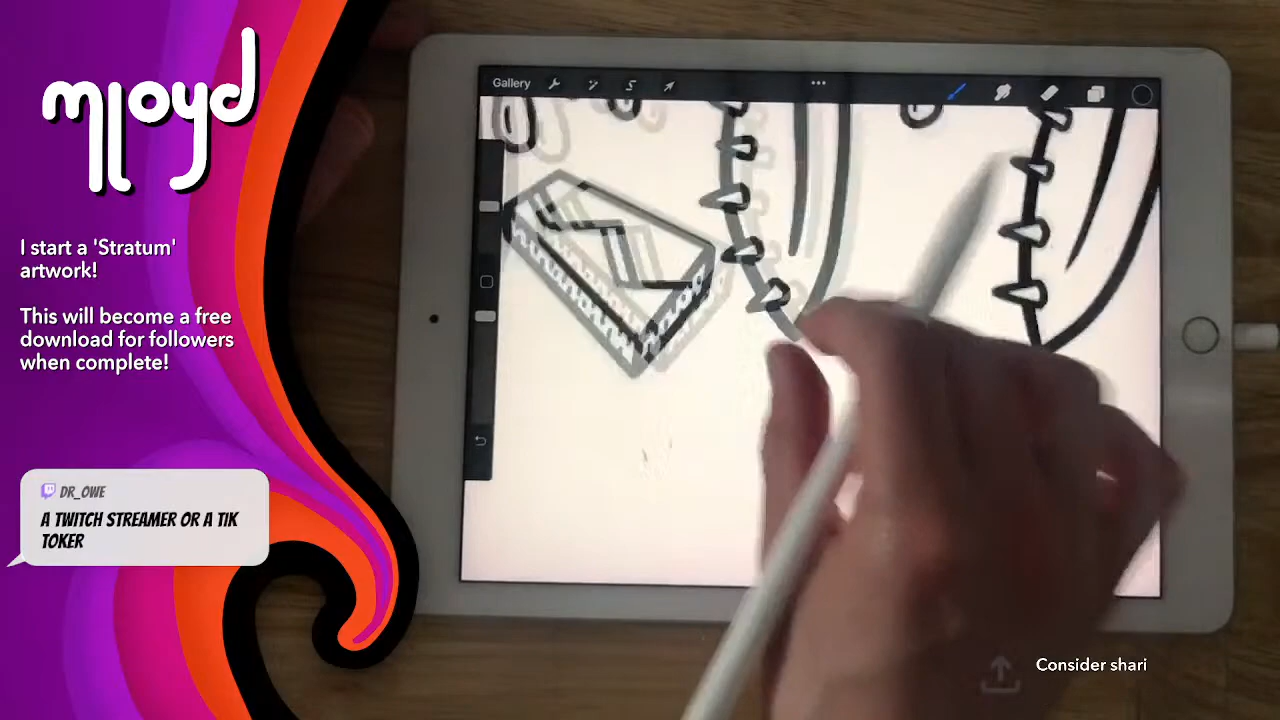 mloyd
I start a 'Stratum'
artwork!
This will become a free
download for followers
when complete!
DR_OWE
A TWITCH STREAMER OR A TIK
TOKER
Gallery
Consider shari